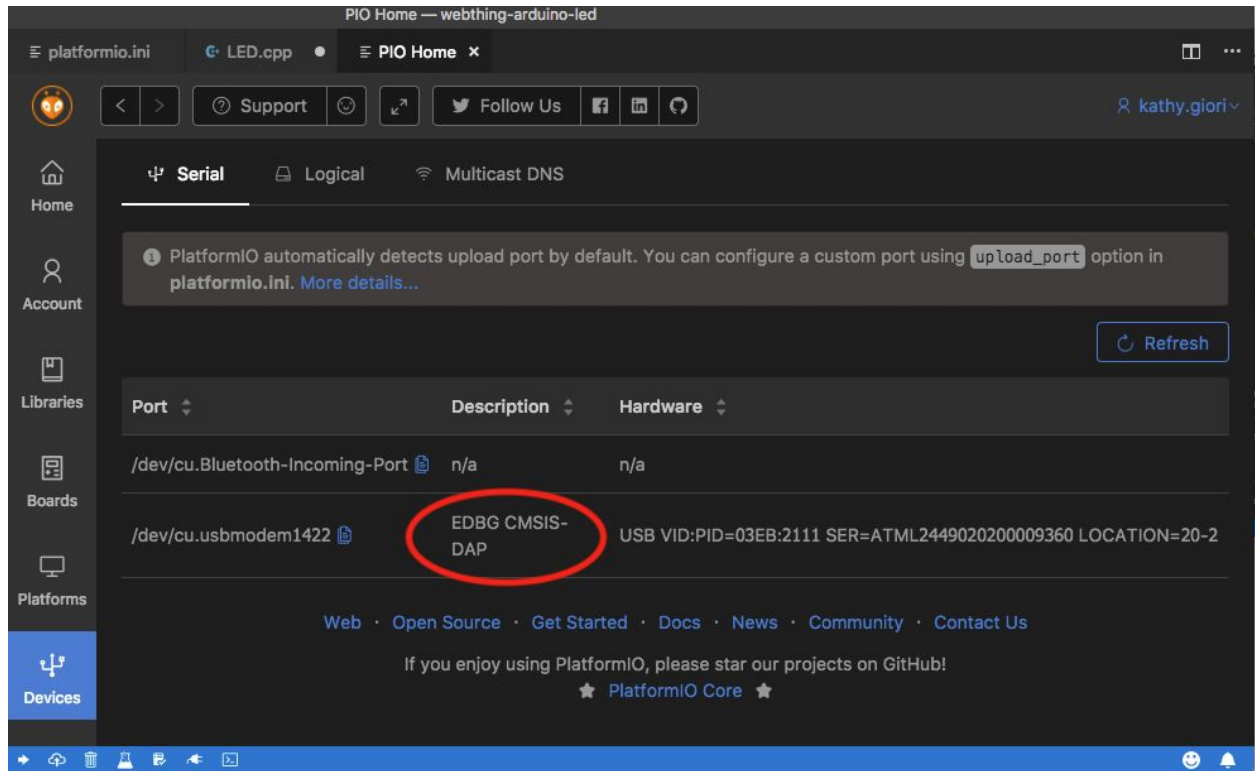 PIO Home — webthing-arduino-led
platformio.ini LED.cpp PIO Home
Support Follow Us kathy.giori
Home
Serial Logical Multicast DNS
Account
PlatformIO automatically detects upload port by default. You can configure a custom port using upload_port option in
platformio.ini. More details...
Refresh
Libraries
Port Description Hardware
/dev/cu.Bluetooth-Incoming-Port n/a n/a
Boards
/dev/cu.usbmodem1422 EDBG CMSIS-
DAP USB VID:PID=03EB:2111 SER=ATML2449020200009360 LOCATION=20-2
Platforms
Web · Open Source · Get Started · Docs · News · Community · Contact Us
If you enjoy using PlatformIO, please star our projects on GitHub!
PlatformIO Core
Devices